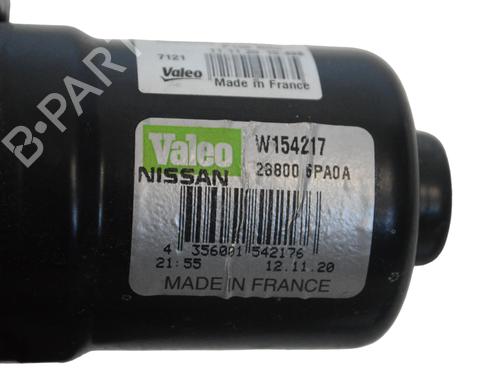 7121
Valeo Made in France
Valeo W154217
NISSAN 28800 6PA0A
4 356001 542176
21:55 12.11.20
MADE IN FRANCE
B-PARTS